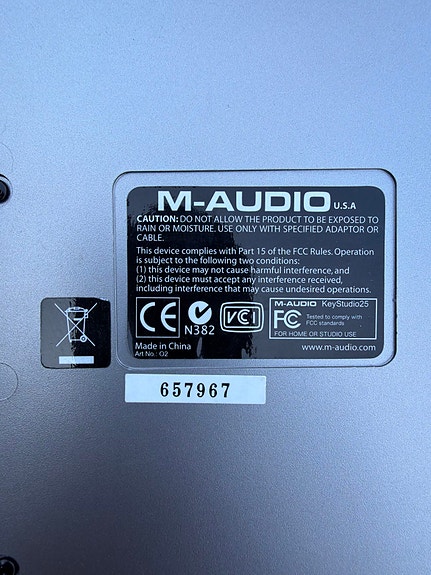 M-AUDIO U.S.A
CAUTION: DO NOT ALLOW THE PRODUCT TO BE EXPOSED TO
RAIN OR MOISTURE. USE ONLY WITH SPECIFIED ADAPTOR OR
CABLE.
This device complies with Part 15 of the FCC Rules. Operation
is subject to the following two conditions:
(1) this device may not cause harmful interference, and
(2) this device must accept any interference received,
including interference that may cause undesired operations.
CE N382 VCI
M-AUDIO KeyStudio25
FC Tested to comply with
FCC standards
FOR HOME OR STUDIO USE
Made in China
Art No.: O2
www.m-audio.com
657967